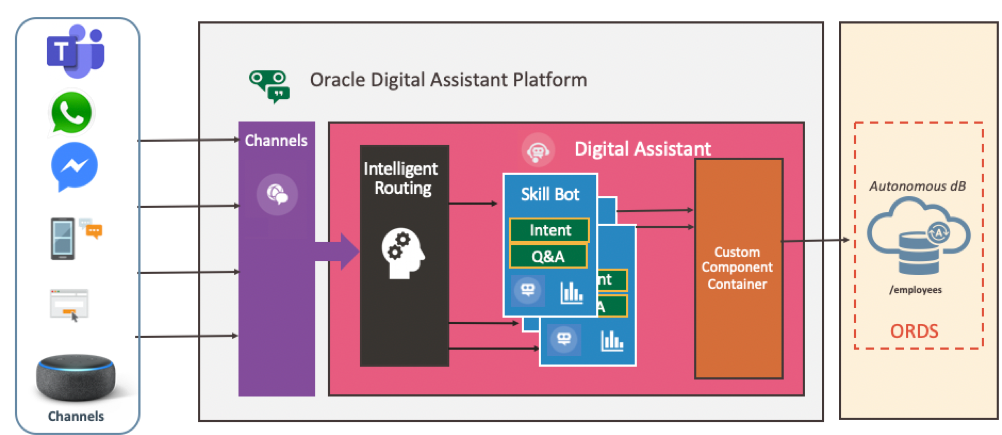 T
Channels
Oracle Digital Assistant Platform
Channels
Digital Assistant
Intelligent
Routing
Skill Bot
Intent
Q&A
nt
A
Custom
Component
Container
Autonomous dB
A
/employees
ORDS